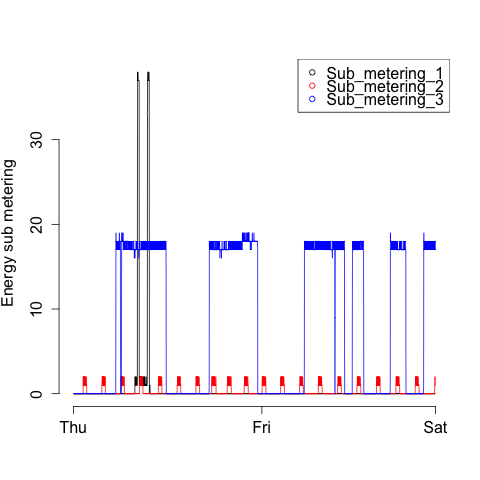 Sub_metering_1
Sub_metering_2
Sub_metering_3
Energy sub metering
30
20
10
0
Thu Fri Sat